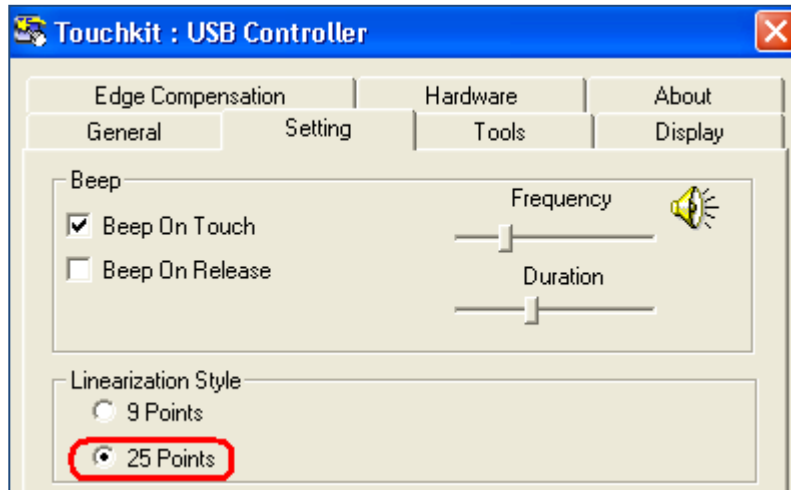 Touchkit : USB Controller
Edge Compensation Hardware About
General Setting Tools Display
Beep
Beep On Touch
Beep On Release
Frequency
Duration
Linearization Style
9 Points
25 Points